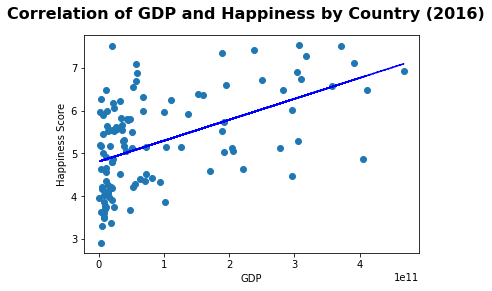 Correlation of GDP and Happiness by Country (2016)
7
6
5
4
3
Happiness Score
0
1
2
3
4
1e11
GDP